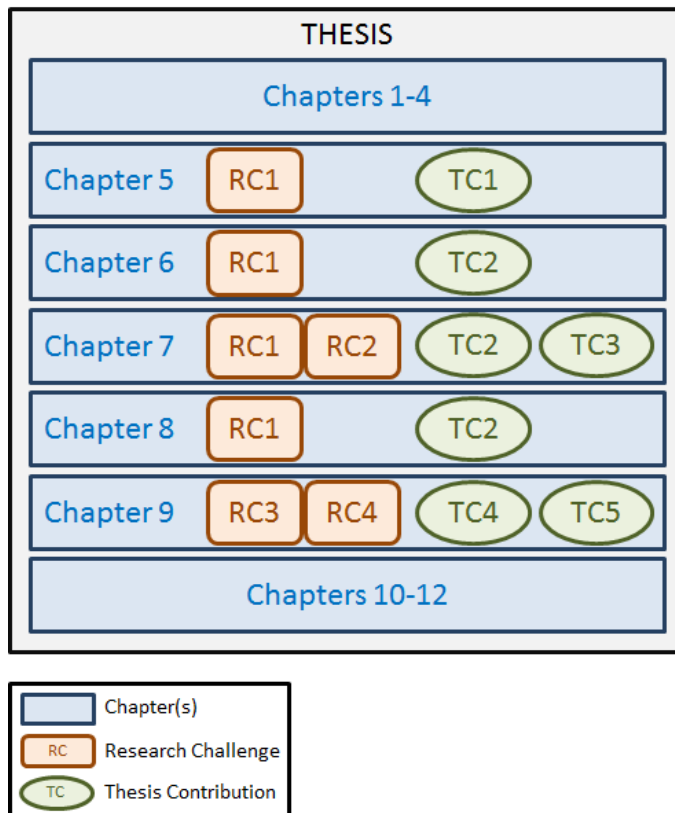 THESIS
Chapters 1-4
Chapter 5 RC1 TC1
Chapter 6 RC1 TC2
Chapter 7 RC1 RC2 TC2 TC3
Chapter 8 RC1 TC2
Chapter 9 RC3 RC4 TC4 TC5
Chapters 10-12
Chapter(s)
RC Research Challenge
TC Thesis Contribution